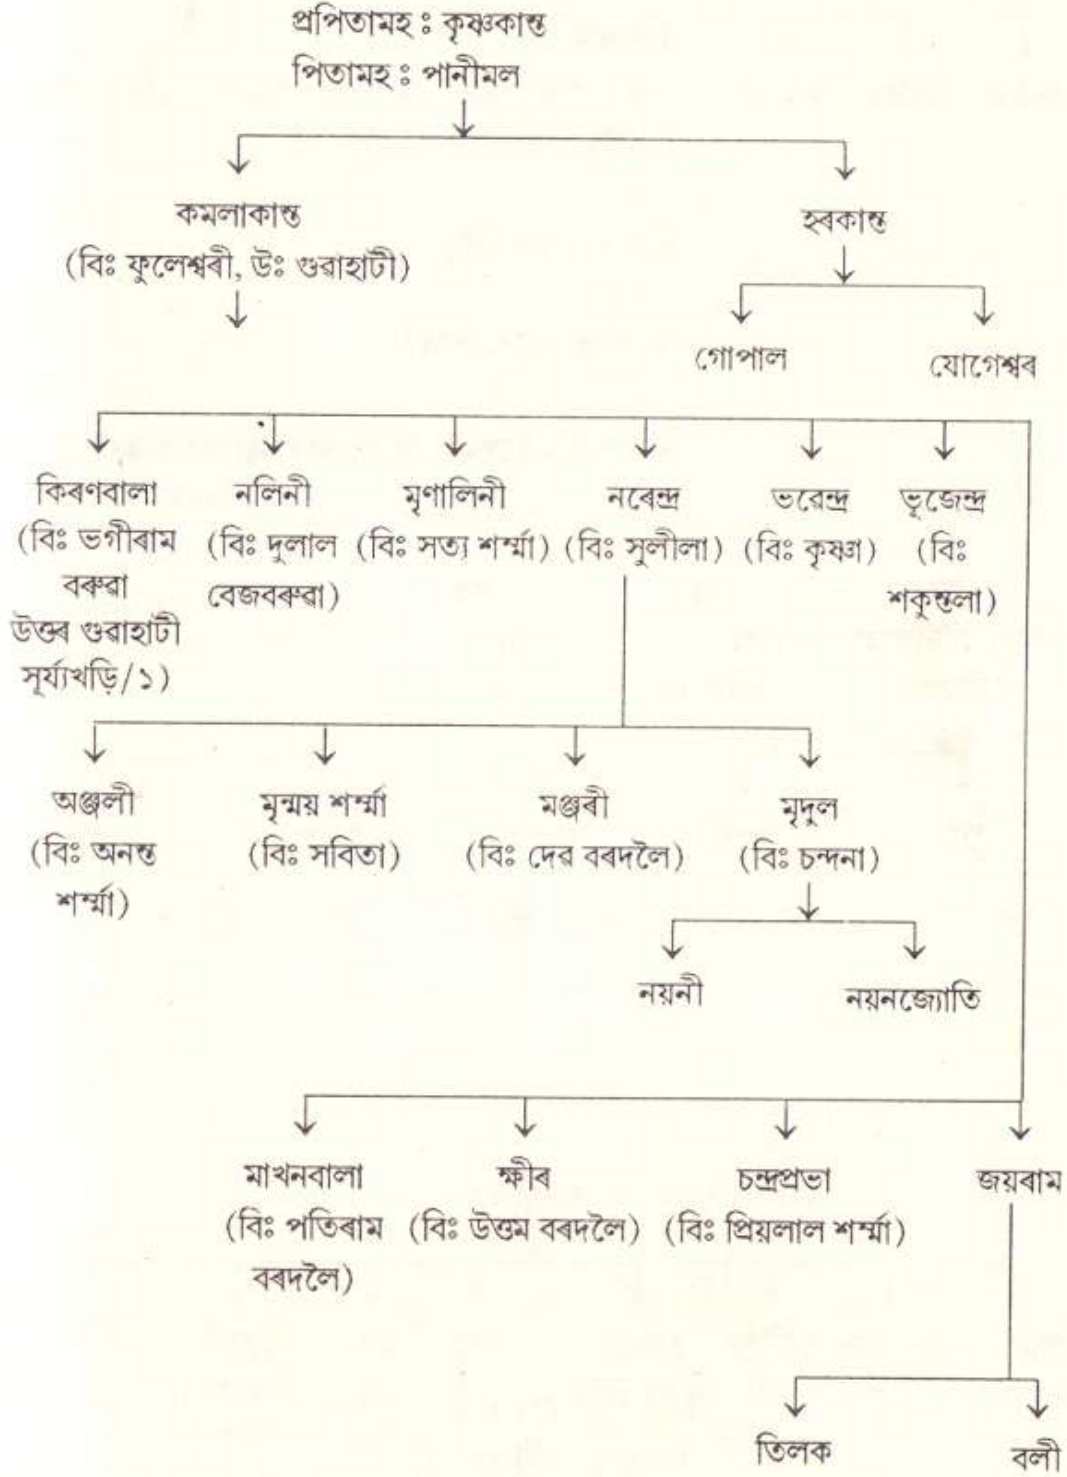 প্ৰপিতামহ ঃ কৃষ্ণকান্ত
পিতামহ ঃ পানীমল
কমলাকান্ত
(বিঃ ফুলেশ্বৰী, উঃ গুৱাহাটী)
হৰকান্ত
গোপাল
যোগেশ্বৰ
কিৰণবালা
(বিঃ ভগীৰাম
বৰুৱা
উত্তৰ গুৱাহাটী
সূৰ্য্যখড়ি/১)
নলিনী
(বিঃ দুলাল
বেজবৰুৱা)
মৃণালিনী
(বিঃ সত্য শৰ্ম্মা)
নৰেন্দ্ৰ
(বিঃ সুলীলা)
ভৱেন্দ্ৰ
(বিঃ কৃষ্ণা)
ভূজেন্দ্ৰ
(বিঃ
শকুন্তলা)
অঞ্জলী
(বিঃ অনন্ত
শৰ্ম্মা)
মৃন্ময় শৰ্ম্মা
(বিঃ সবিতা)
মঞ্জৰী
(বিঃ দেৱ বৰদলৈ)
মৃদুল
(বিঃ চন্দনা)
নয়নী
নয়নজ্যোতি
মাখনবালা
(বিঃ পতিৰাম
বৰদলৈ)
ক্ষীৰ
(বিঃ উত্তম বৰদলৈ)
চন্দ্ৰপ্ৰভা
(বিঃ প্ৰিয়লাল শৰ্ম্মা)
জয়ৰাম
তিলক
বলী